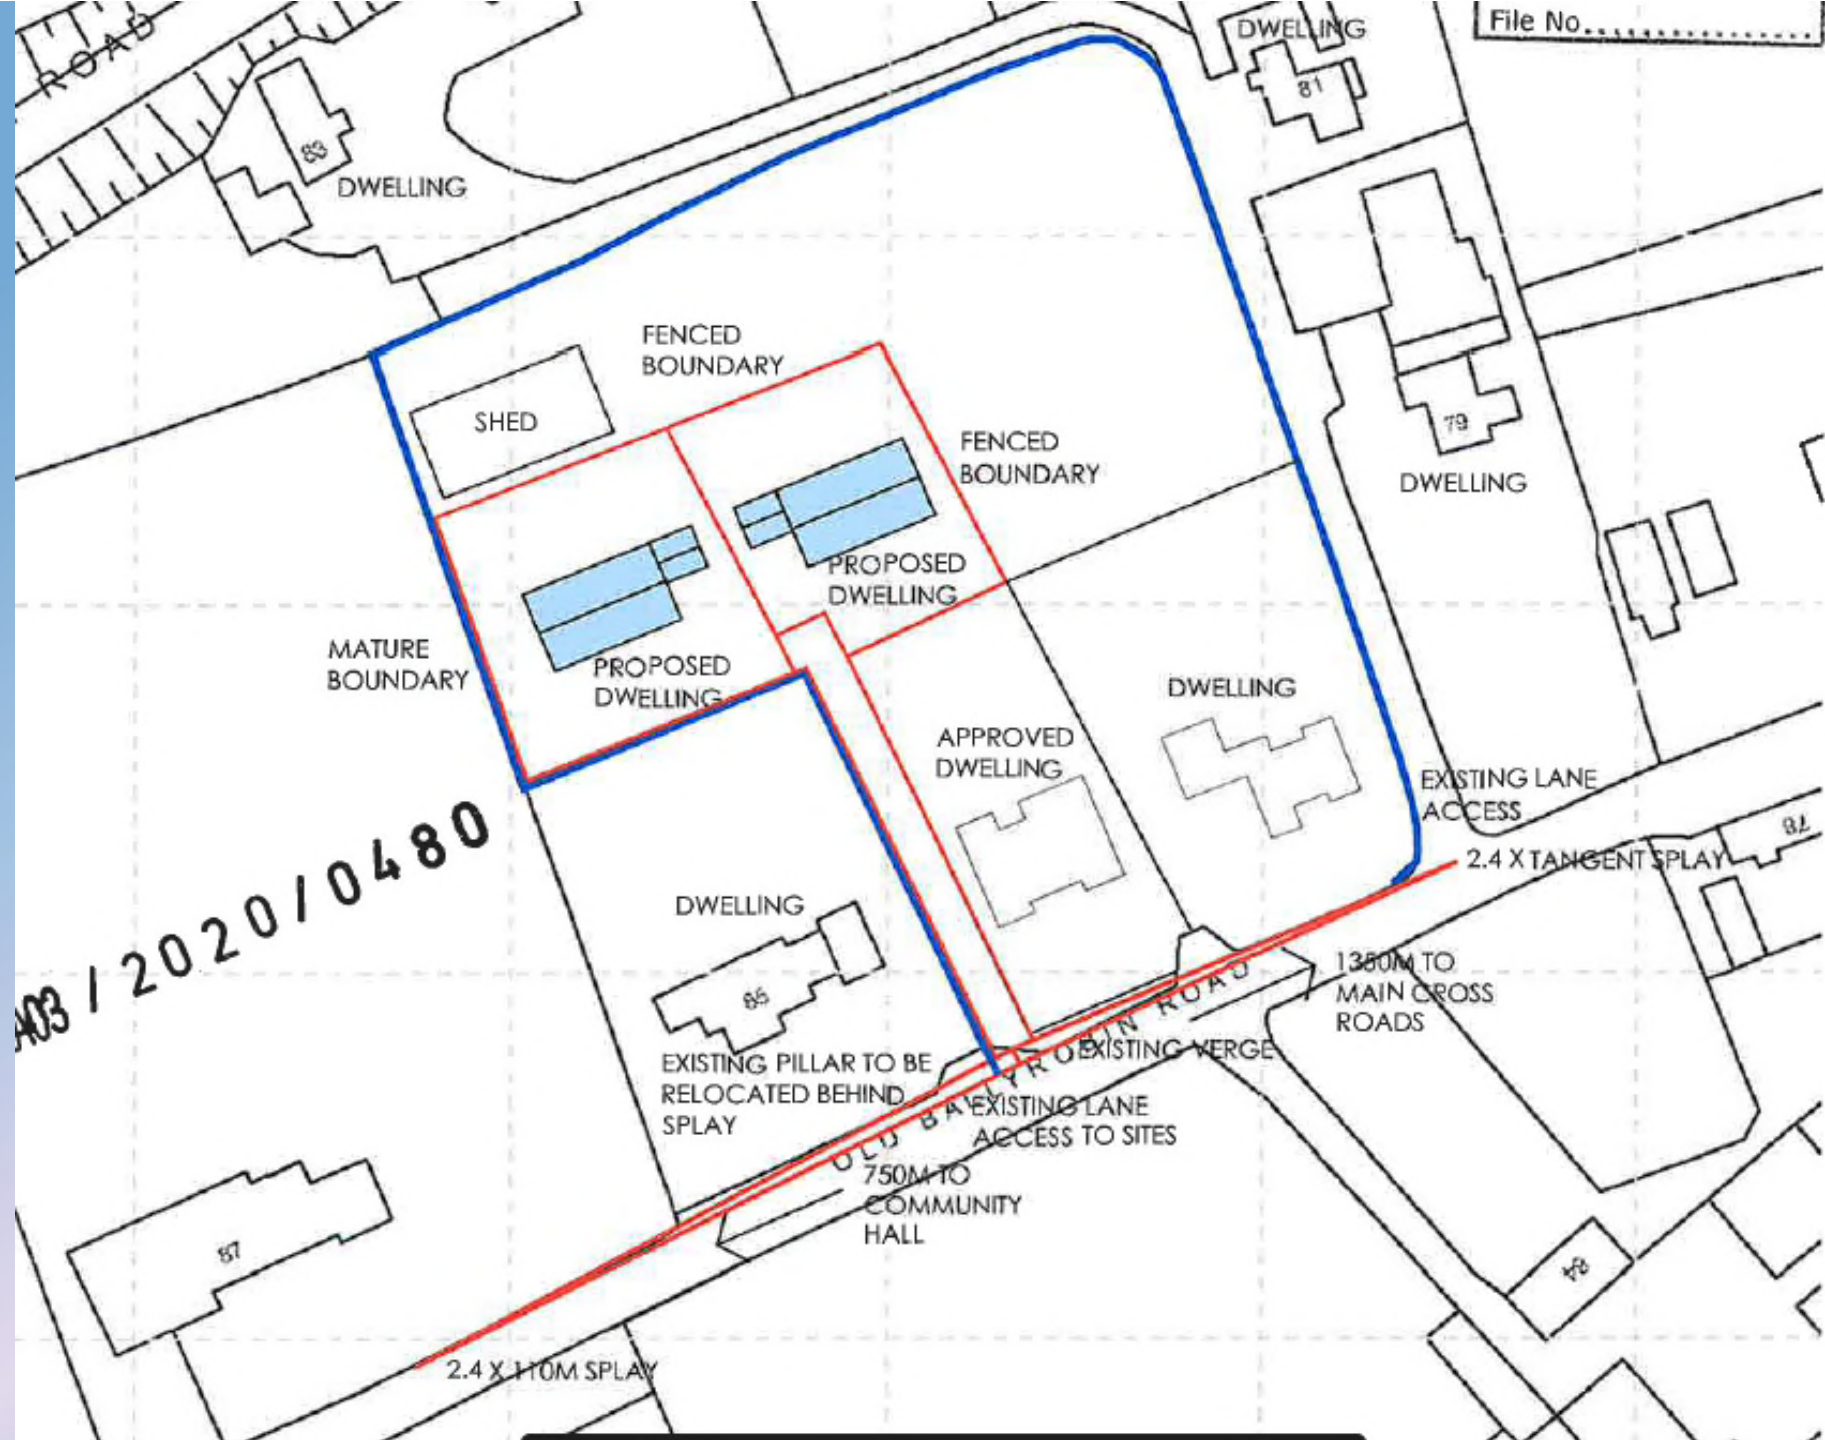 ROAD
DWELLING
File No.
81
83
DWELLING
FENCED
BOUNDARY
SHED
79
FENCED
BOUNDARY
DWELLING
PROPOSED
DWELLING
MATURE
BOUNDARY
PROPOSED
DWELLING
DWELLING
APPROVED
DWELLING
EXISTING LANE
ACCESS
78
2.4 X TANGENT SPLAY
/ 2020 / 0480
DWELLING
85
1350M TO
MAIN CROSS
ROADS
EXISTING VERGE
EXISTING PILLAR TO BE
RELOCATED BEHIND
SPLAY
EXISTING LANE
ACCESS TO SITES
OLD BALLYROBIN ROAD
750M TO
COMMUNITY
HALL
87
84
2.4 X 110M SPLAY